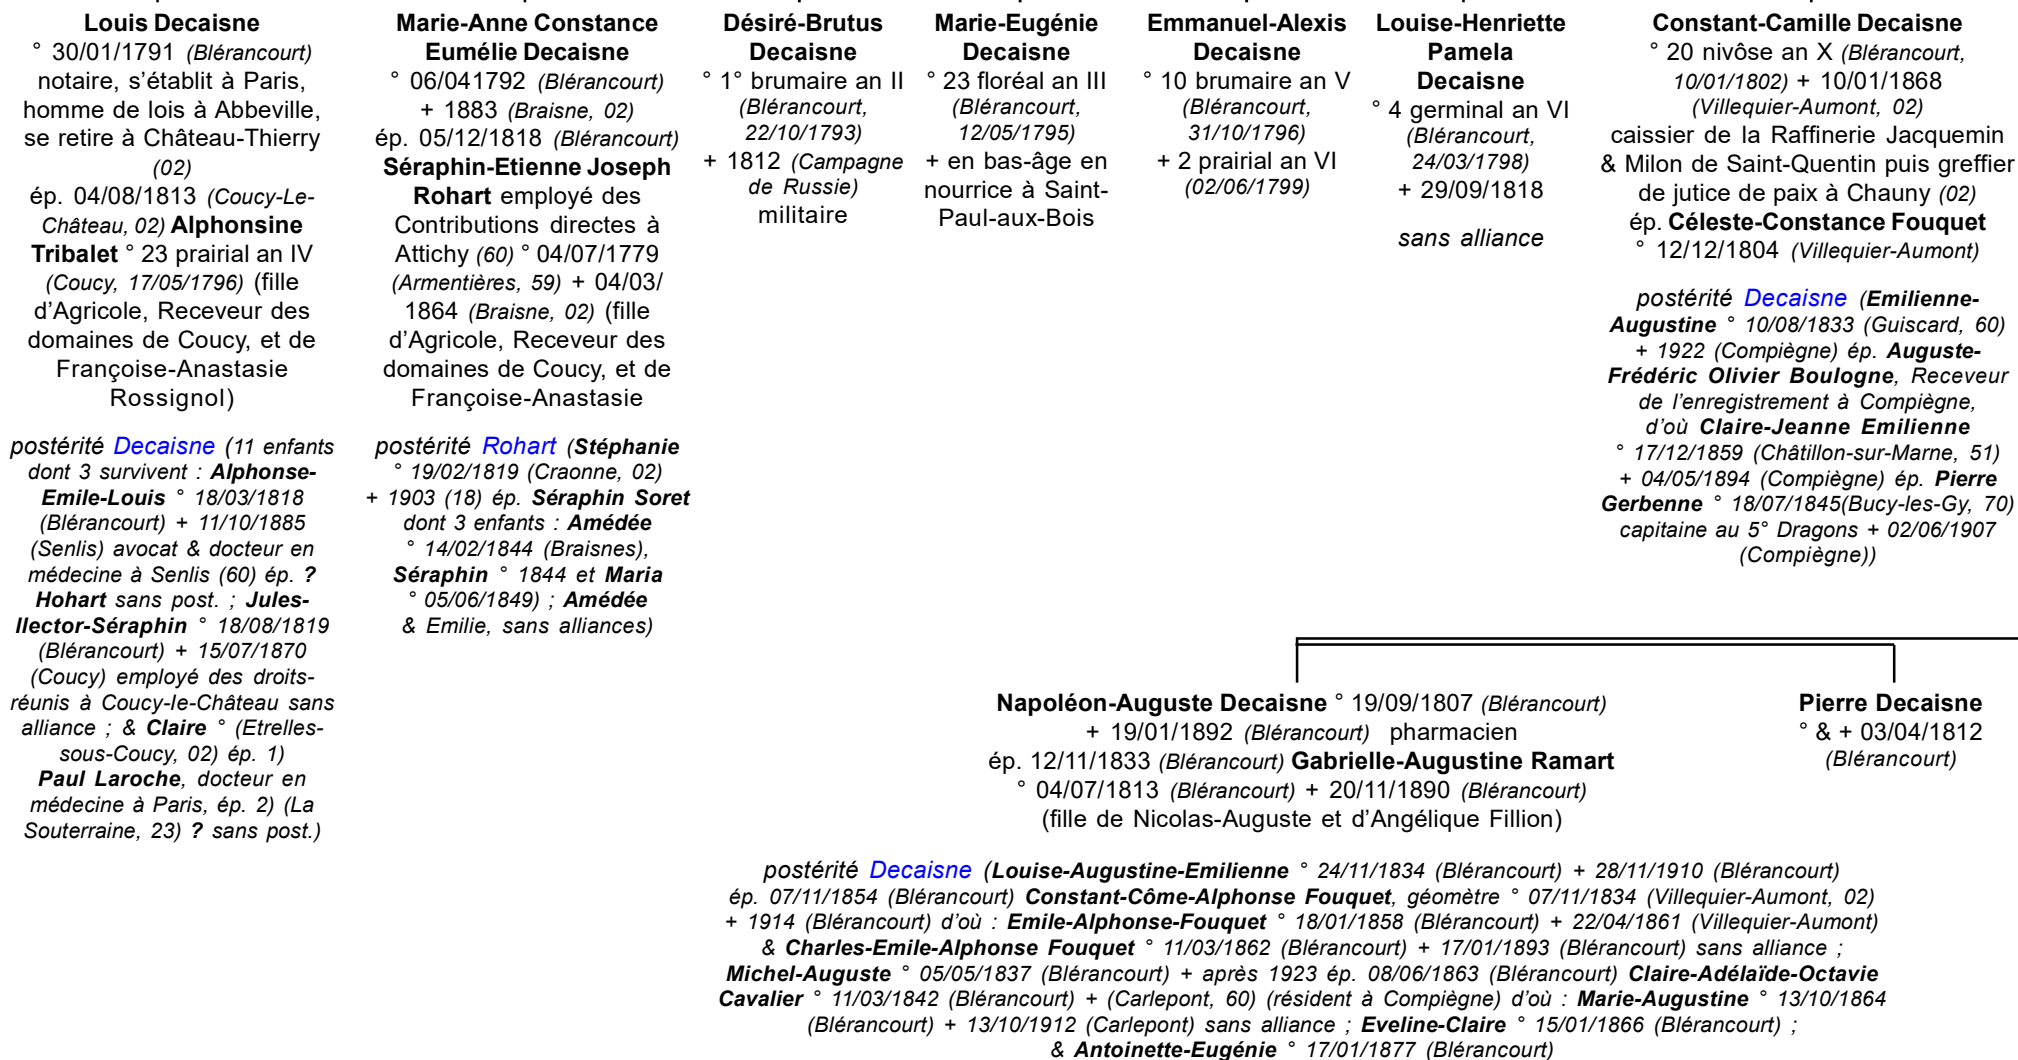 Louis Decaisne
° 30/01/1791 (Blérancourt)
notaire, s’établit à Paris,
homme de lois à Abbeville,
se retire à Château-Thierry
(02)
ép. 04/08/1813 (Coucy-Le-
Château, 02) Alphonsine
Tribalet ° 23 prairial an IV
(Coucy, 17/05/1796) (fille
d’Agricole, Receveur des
domaines de Coucy, et de
Françoise-Anastasie
Rossignol)
postérité Decaisne (11 enfants
dont 3 survivent : Alphonse-
Emile-Louis ° 18/03/1818
(Blérancourt) + 11/10/1885
(Senlis) avocat & docteur en
médecine à Senlis (60) ép. ?
Hohart sans post. ; Jules-
Ilector-Séraphin ° 18/08/1819
(Blérancourt) + 15/07/1870
(Coucy) employé des droits-
réunis à Coucy-le-Château sans
alliance ; & Claire ° (Etrelles-
sous-Coucy, 02) ép. 1)
Paul Laroche, docteur en
médecine à Paris, ép. 2) (La
Souterraine, 23) ? sans post.)
Marie-Anne Constance
Eumélie Decaisne
° 06/041792 (Blérancourt)
+ 1883 (Braisne, 02)
ép. 05/12/1818 (Blérancourt)
Séraphin-Etienne Joseph
Rohart employé des
Contributions directes à
Attichy (60) ° 04/07/1779
(Armentières, 59) + 04/03/
1864 (Braisne, 02) (fille
d’Agricole, Receveur des
domaines de Coucy, et de
Françoise-Anastasie
postérité Rohart (Stéphanie
° 19/02/1819 (Craonne, 02)
+ 1903 (18) ép. Séraphin Soret
dont 3 enfants : Amédée
° 14/02/1844 (Braisnes),
Séraphin ° 1844 et Maria
° 05/06/1849) ; Amédée
& Emilie, sans alliances)
Désiré-Brutus
Decaisne
° 1° brumaire an II
(Blérancourt,
22/10/1793)
+ 1812 (Campagne
de Russie)
militaire
Marie-Eugénie
Decaisne
° 23 floréal an III
(Blérancourt,
12/05/1795)
+ en bas-âge en
nourrice à Saint-
Paul-aux-Bois
Emmanuel-Alexis
Decaisne
° 10 brumaire an V
(Blérancourt,
31/10/1796)
+ 2 prairial an VI
(02/06/1799)
Louise-Henriette
Pamela
Decaisne
° 4 germinal an VI
(Blérancourt,
24/03/1798)
+ 29/09/1818
sans alliance
Constant-Camille Decaisne
° 20 nivôse an X (Blérancourt,
10/01/1802) + 10/01/1868
(Villequier-Aumont, 02)
caissier de la Raffinerie Jacquemin
& Milon de Saint-Quentin puis greffier
de jutice de paix à Chauny (02)
ép. Céleste-Constance Fouquet
° 12/12/1804 (Villequier-Aumont)
postérité Decaisne (Emilienne-
Augustine ° 10/08/1833 (Guiscard, 60)
+ 1922 (Compiègne) ép. Auguste-
Frédéric Olivier Boulogne, Receveur
de l’enregistrement à Compiègne,
d’où Claire-Jeanne Emilienne
° 17/12/1859 (Châtillon-sur-Marne, 51)
+ 04/05/1894 (Compiègne) ép. Pierre
Gerbenne ° 18/07/1845(Bucy-les-Gy, 70)
capitaine au 5° Dragons + 02/06/1907
(Compiègne))
Napoléon-Auguste Decaisne ° 19/09/1807 (Blérancourt)
+ 19/01/1892 (Blérancourt) pharmacien
ép. 12/11/1833 (Blérancourt) Gabrielle-Augustine Ramart
° 04/07/1813 (Blérancourt) + 20/11/1890 (Blérancourt)
(fille de Nicolas-Auguste et d’Angélique Fillion)
Pierre Decaisne
° & + 03/04/1812
(Blérancourt)
postérité Decaisne (Louise-Augustine-Emilienne ° 24/11/1834 (Blérancourt) + 28/11/1910 (Blérancourt)
ép. 07/11/1854 (Blérancourt) Constant-Côme-Alphonse Fouquet, géomètre ° 07/11/1834 (Villequier-Aumont, 02)
+ 1914 (Blérancourt) d’où : Emile-Alphonse-Fouquet ° 18/01/1858 (Blérancourt) + 22/04/1861 (Villequier-Aumont)
& Charles-Emile-Alphonse Fouquet ° 11/03/1862 (Blérancourt) + 17/01/1893 (Blérancourt) sans alliance ;
Michel-Auguste ° 05/05/1837 (Blérancourt) + après 1923 ép. 08/06/1863 (Blérancourt) Claire-Adélaïde-Octavie
Cavalier ° 11/03/1842 (Blérancourt) + (Carlepont, 60) (résident à Compiègne) d’où : Marie-Augustine ° 13/10/1864
(Blérancourt) + 13/10/1912 (Carlepont) sans alliance ; Eveline-Claire ° 15/01/1866 (Blérancourt) ;
& Antoinette-Eugénie ° 17/01/1877 (Blérancourt)